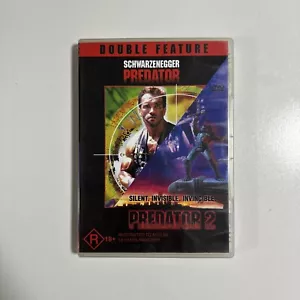 DOUBLE FEATURE
SCHWARZENEGGER
PREDATOR
SILENT. INVISIBLE. INVINCIBLE.
PREDATOR 2
R 18+